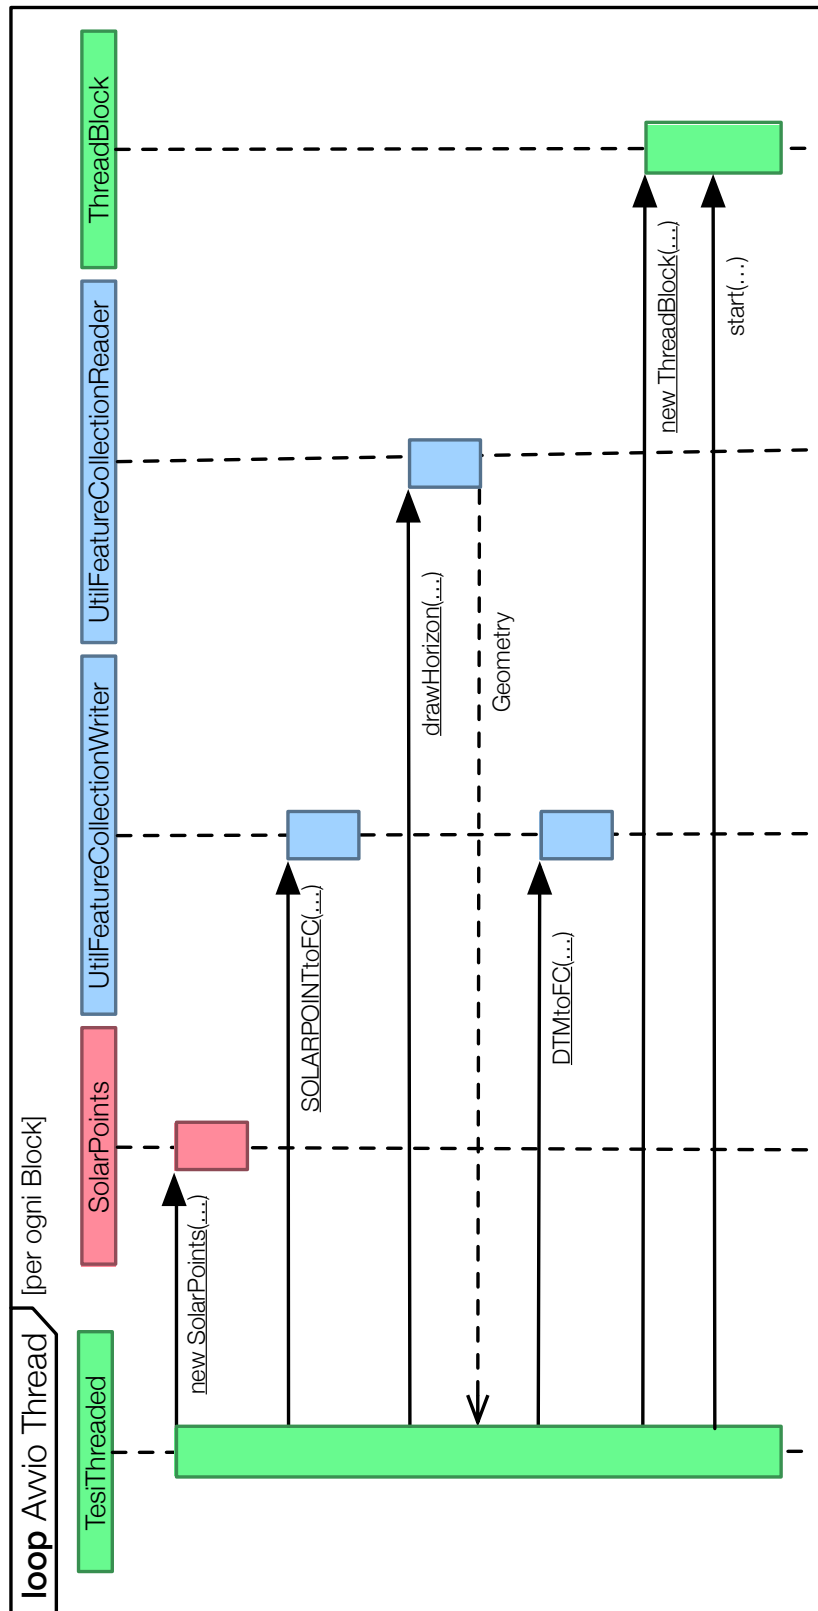 loop Avvio Thread [per ogni Block]
TesiThreaded
SolarPoints
UtilFeatureCollectionWriter
UtilFeatureCollectionReader
ThreadBlock
new SolarPoints(...)
SOLARPOINTtoFC(...)
drawHorizon(...)
Geometry
DTMtoFC(...)
new ThreadBlock(...)
start(...)